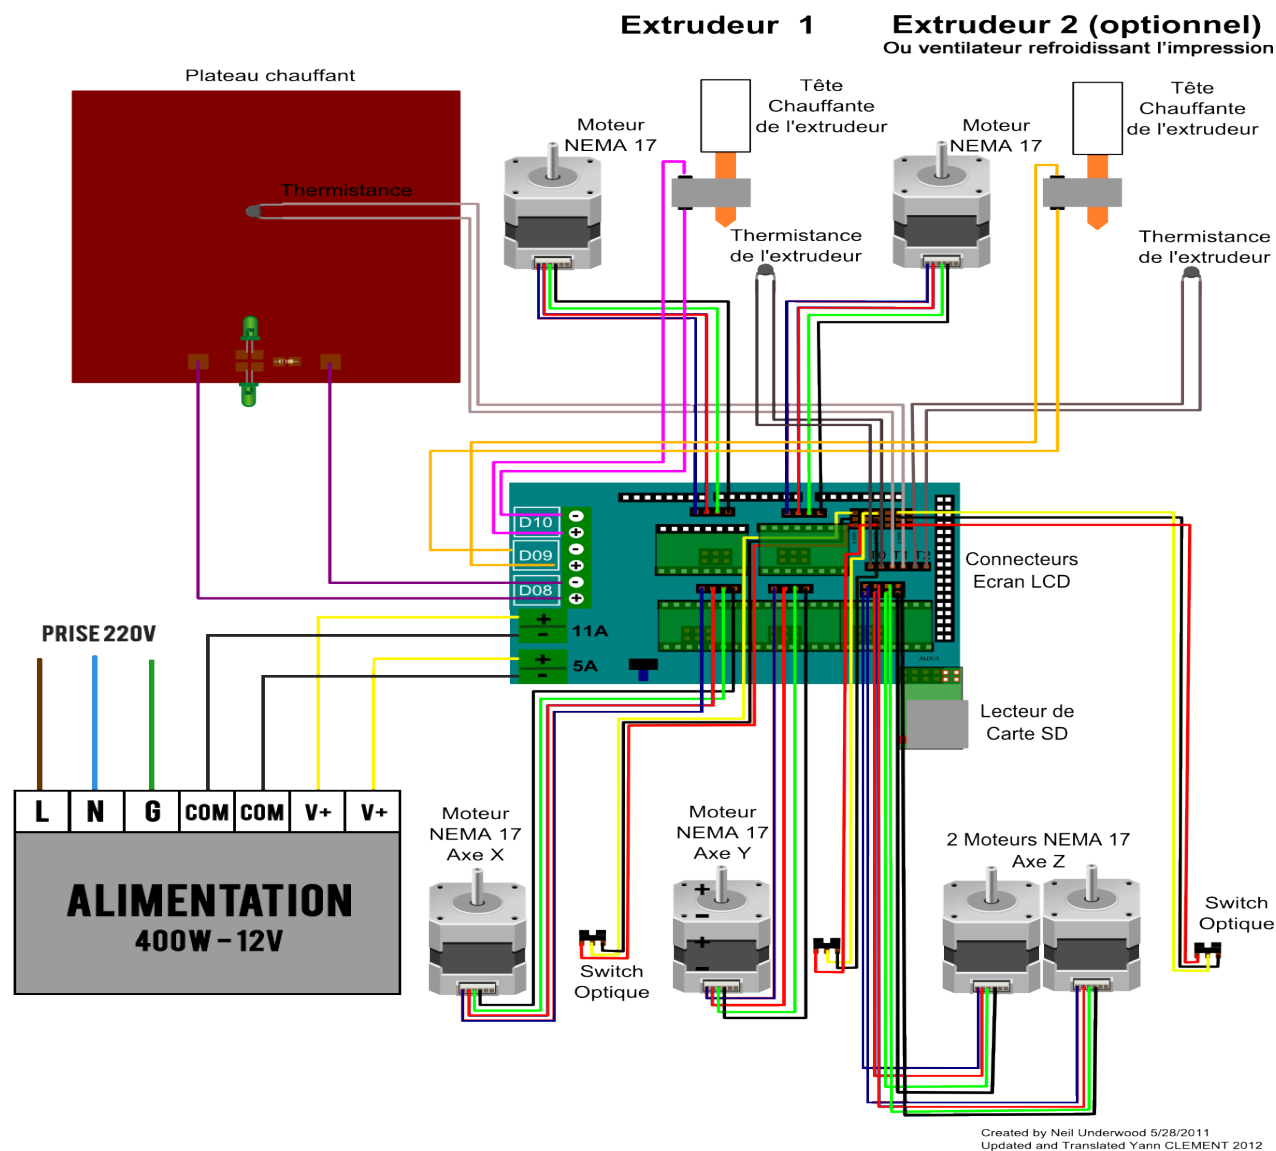 Extrudeur 1
Extrudeur 2 (optionnel)
Ou ventilateur refroidissant l'impression
Plateau chauffant
Thermistance
Moteur
NEMA 17
Tête
Chauffante
de l'extrudeur
Thermistance
de l'extrudeur
Moteur
NEMA 17
Tête
Chauffante
de l'extrudeur
Thermistance
de l'extrudeur
D10
D09
D08
- 
+
-
+
-
+
+
-
11A
+
-
5A
T0 T1 T2
Connecteurs
Ecran LCD
Lecteur de
Carte SD
PRISE 220V
L N G COM COM V+ V+
ALIMENTATION
400W - 12V
Moteur
NEMA 17
Axe X
Switch
Optique
Moteur
NEMA 17
Axe Y
+
-
+
-
2 Moteurs NEMA 17
Axe Z
Switch
Optique
Created by Neil Underwood 5/28/2011
Updated and Translated Yann CLEMENT 2012